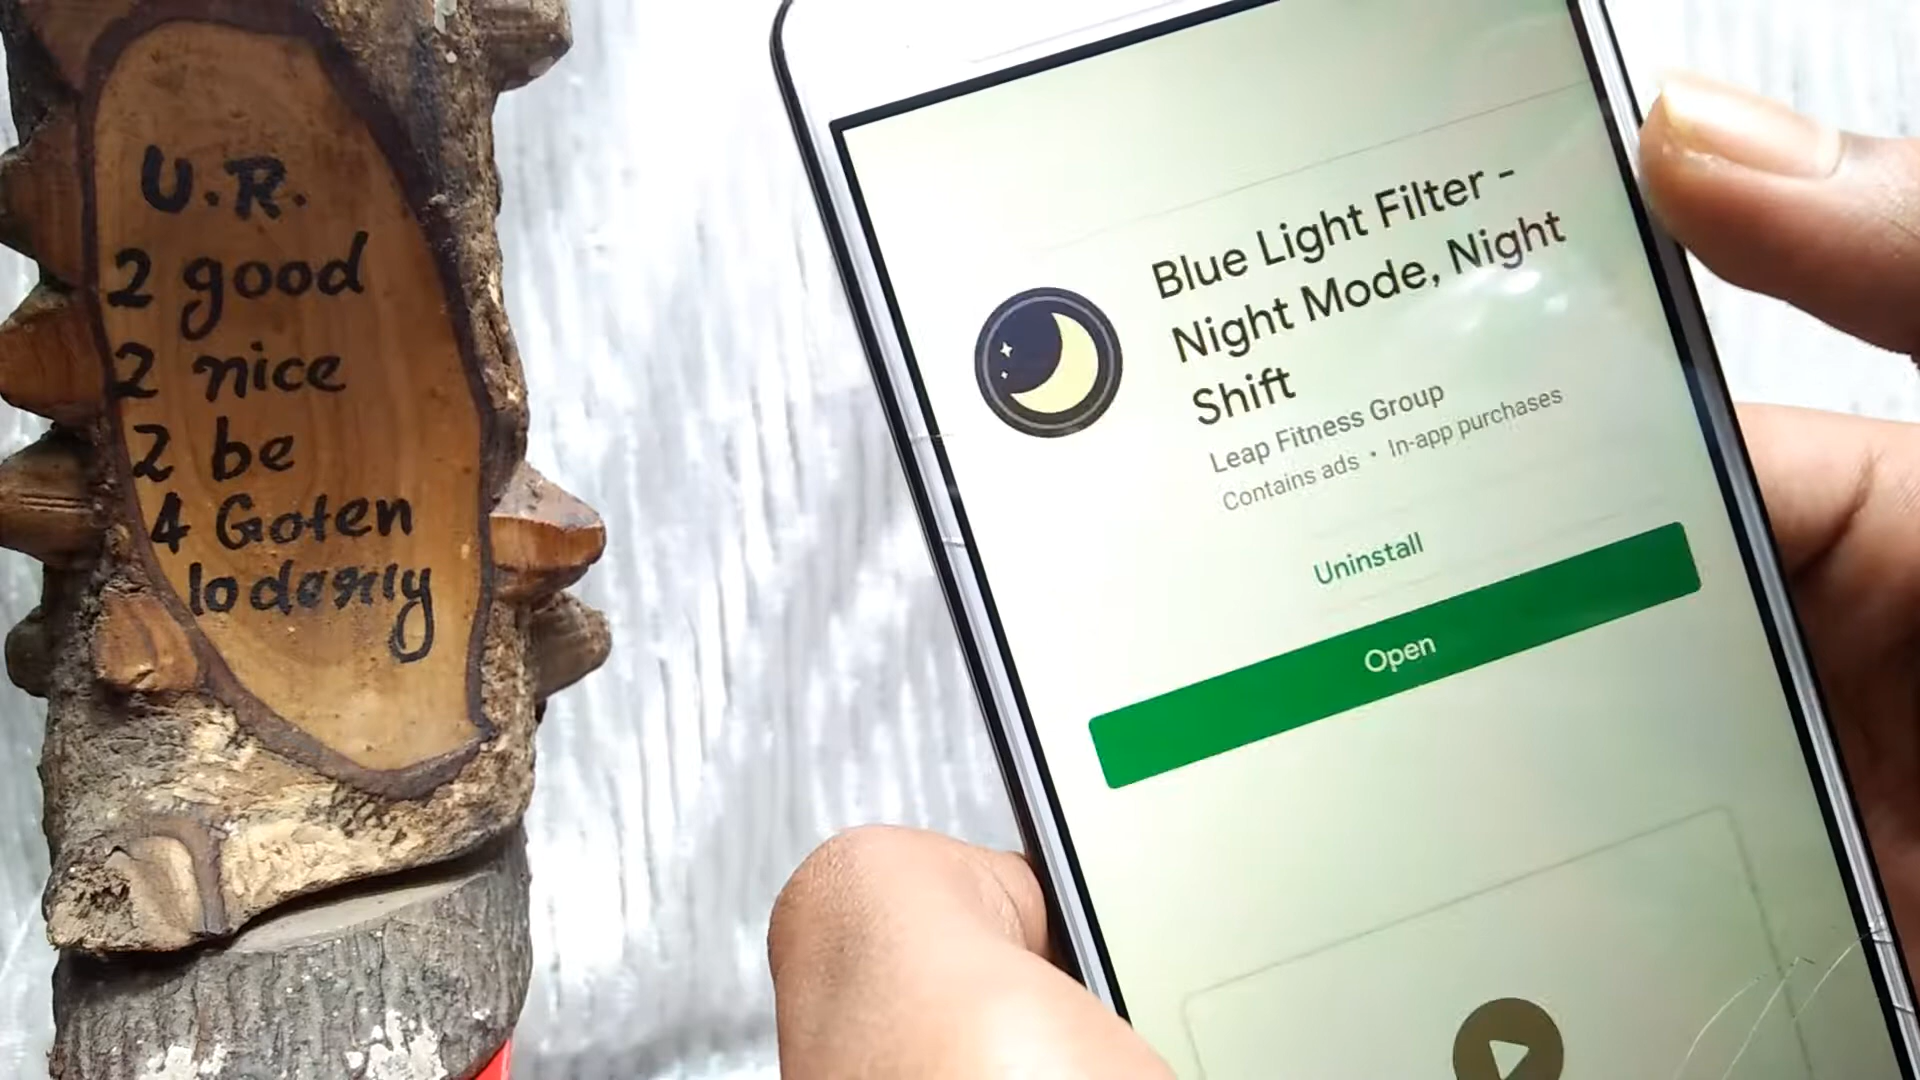 U.R.
2 good
2 nice
2 be
4 Goten
Blue Light Filter -
Night Mode, Night
Shift
Leap Fitness Group
Contains ads • In-app purchases
Uninstall
Open